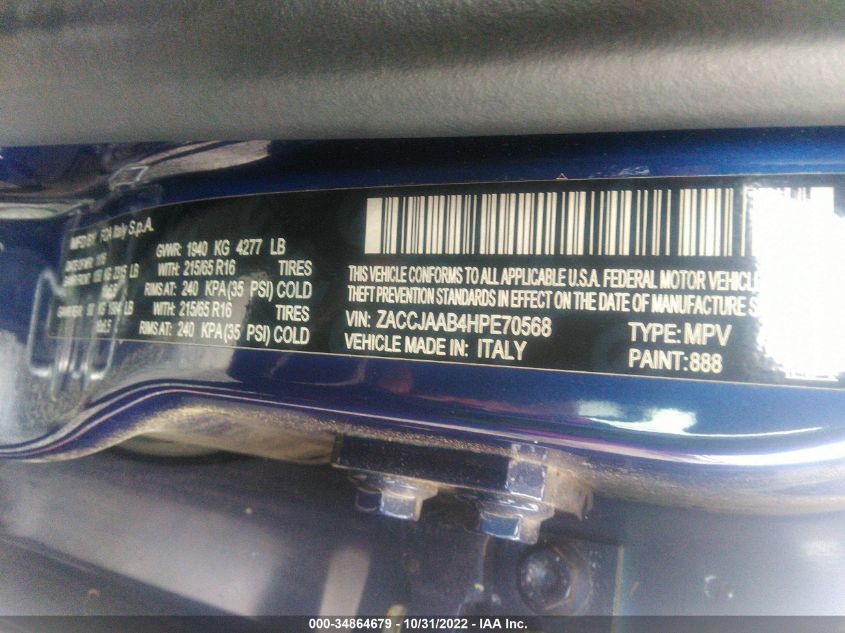 MFD BY: FCA Italy S.p.A.
GVWR: 1940 KG 4277 LB
WITH: 215/65 R16 TIRES
RIMS AT: 240 KPA(35 PSI) COLD
WITH: 215/65 R16 TIRES
RIMS AT: 240 KPA(35 PSI) COLD
THIS VEHICLE CONFORMS TO ALL APPLICABLE U.S.A. FEDERAL MOTOR
THEFT PREVENTION STANDARDS IN EFFECT ON THE DATE OF MANUFACTURE
VIN: ZACCJAAB4HPE70568 TYPE: MPV
VEHICLE MADE IN: ITALY PAINT: 888
000-34864679 - 10/31/2022 - IAA Inc.